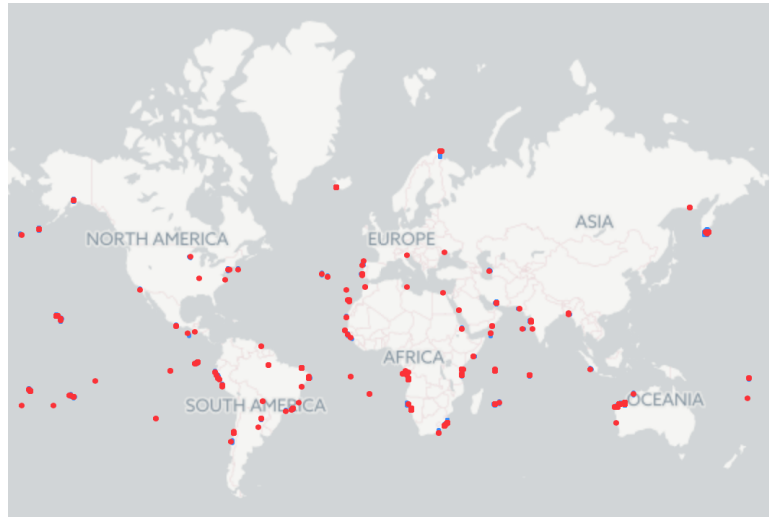 ASIA
NORTH AMERICA
EUROPE
AFRICA
SOUTH AMERICA
OCEANIA